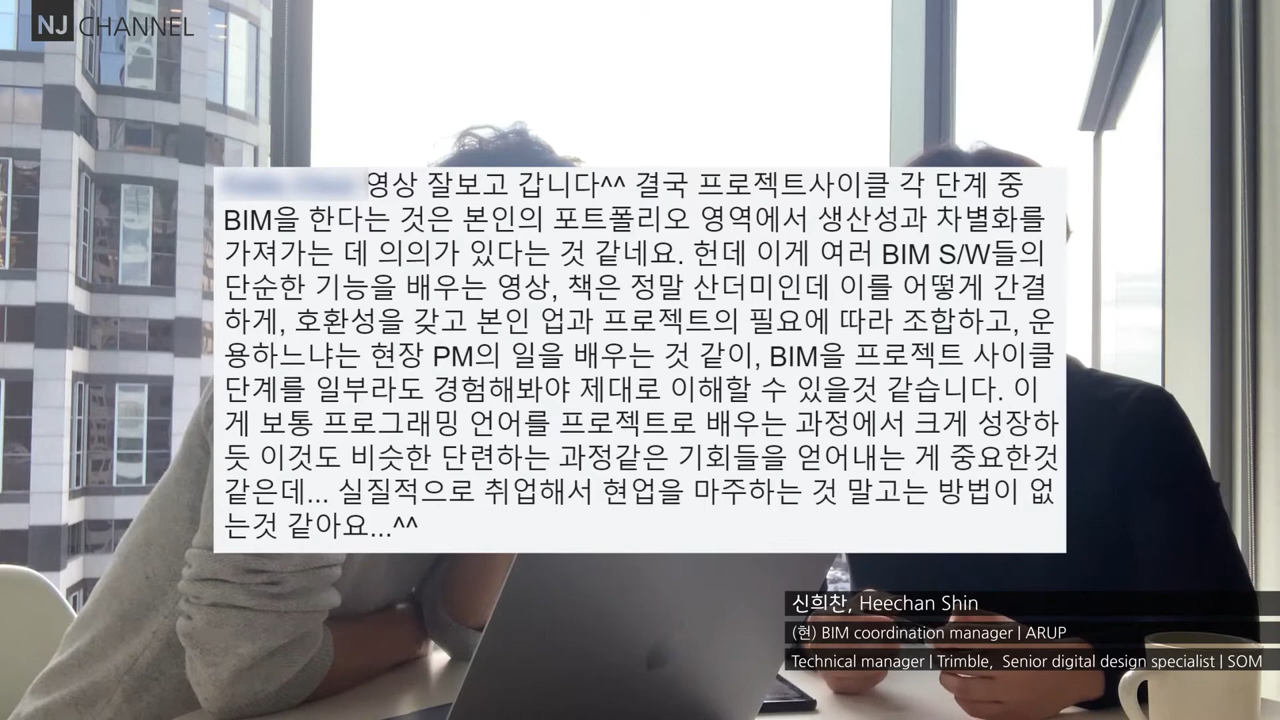 NJ CHANNEL
영상 잘보고 갑니다^^ 결국 프로젝트사이클 각 단계 중
BIM을 한다는 것은 본인의 포트폴리오 영역에서 생산성과 차별화를
가져가는 데 의의가 있다는 것 같네요. 헌데 이게 여러 BIM S/W들의
단순한 기능을 배우는 영상, 책은 정말 산더미인데 이를 어떻게 간결
하게, 호환성을 갖고 본인 업과 프로젝트의 필요에 따라 조합하고, 운
용하느냐는 현장 PM의 일을 배우는 것 같이, BIM을 프로젝트 사이클
단계를 일부라도 경험해봐야 제대로 이해할 수 있을것 같습니다. 이
게 보통 프로그래밍 언어를 프로젝트로 배우는 과정에서 크게 성장하
듯 이것도 비슷한 단련하는 과정같은 기회들을 얻어내는 게 중요한것
같은데... 실질적으로 취업해서 현업을 마주하는 것 말고는 방법이 없
는것 같아요...^^
신희찬, Heechan Shin
(현) BIM coordination manager | ARUP
Technical manager | Trimble, Senior digital design specialist | SOM